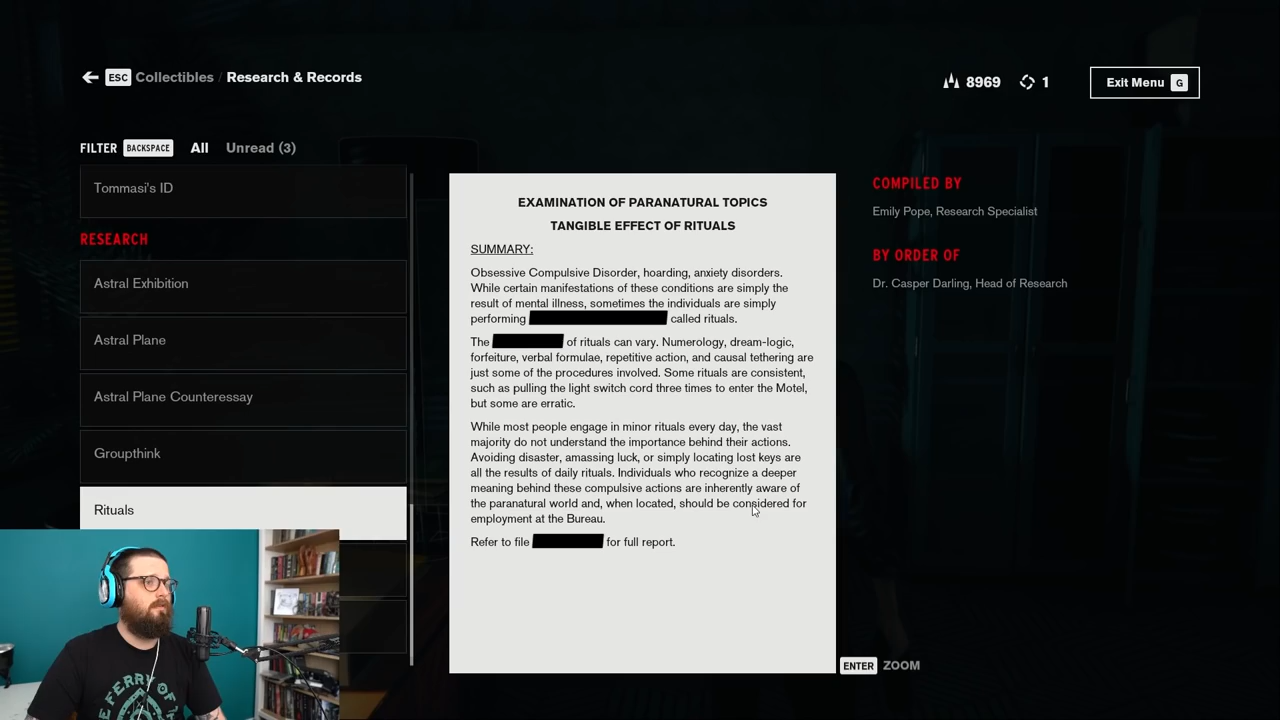 ESC Collectibles / Research & Records
8969
1
Exit Menu G
FILTER BACKSPACE All Unread (3)
Tommasi's ID
RESEARCH
Astral Exhibition
Astral Plane
Astral Plane Counteressay
Groupthink
Rituals
EXAMINATION OF PARANATURAL TOPICS
TANGIBLE EFFECT OF RITUALS
SUMMARY:
Obsessive Compulsive Disorder, hoarding, anxiety disorders.
While certain manifestations of these conditions are simply the
result of mental illness, sometimes the individuals are simply
performing called rituals.
The of rituals can vary. Numerology, dream-logic,
forfeiture, verbal formulae, repetitive action, and causal tethering are
just some of the procedures involved. Some rituals are consistent,
such as pulling the light switch cord three times to enter the Motel,
but some are erratic.
While most people engage in minor rituals every day, the vast
majority do not understand the importance behind their actions.
Avoiding disaster, amassing luck, or simply locating lost keys are
all the results of daily rituals. Individuals who recognize a deeper
meaning behind these compulsive actions are inherently aware of
the paranatural world and, when located, should be considered for
employment at the Bureau.
Refer to file for full report.
COMPILED BY
Emily Pope, Research Specialist
BY ORDER OF
Dr. Casper Darling, Head of Research
ENTER ZOOM
FERRY OF